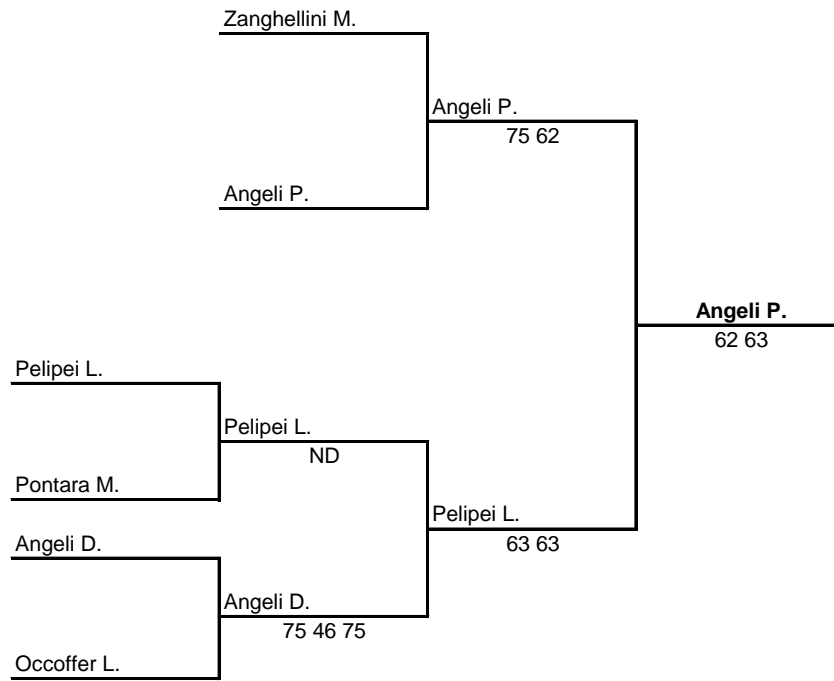 Zanghellini M.
Angeli P.
75 62
Angeli P.
Angeli P.
62 63
Pelipei L.
Pelipei L.
ND
Pontara M.
Pelipei L.
63 63
Angeli D.
Angeli D.
75 46 75
Occoffer L.